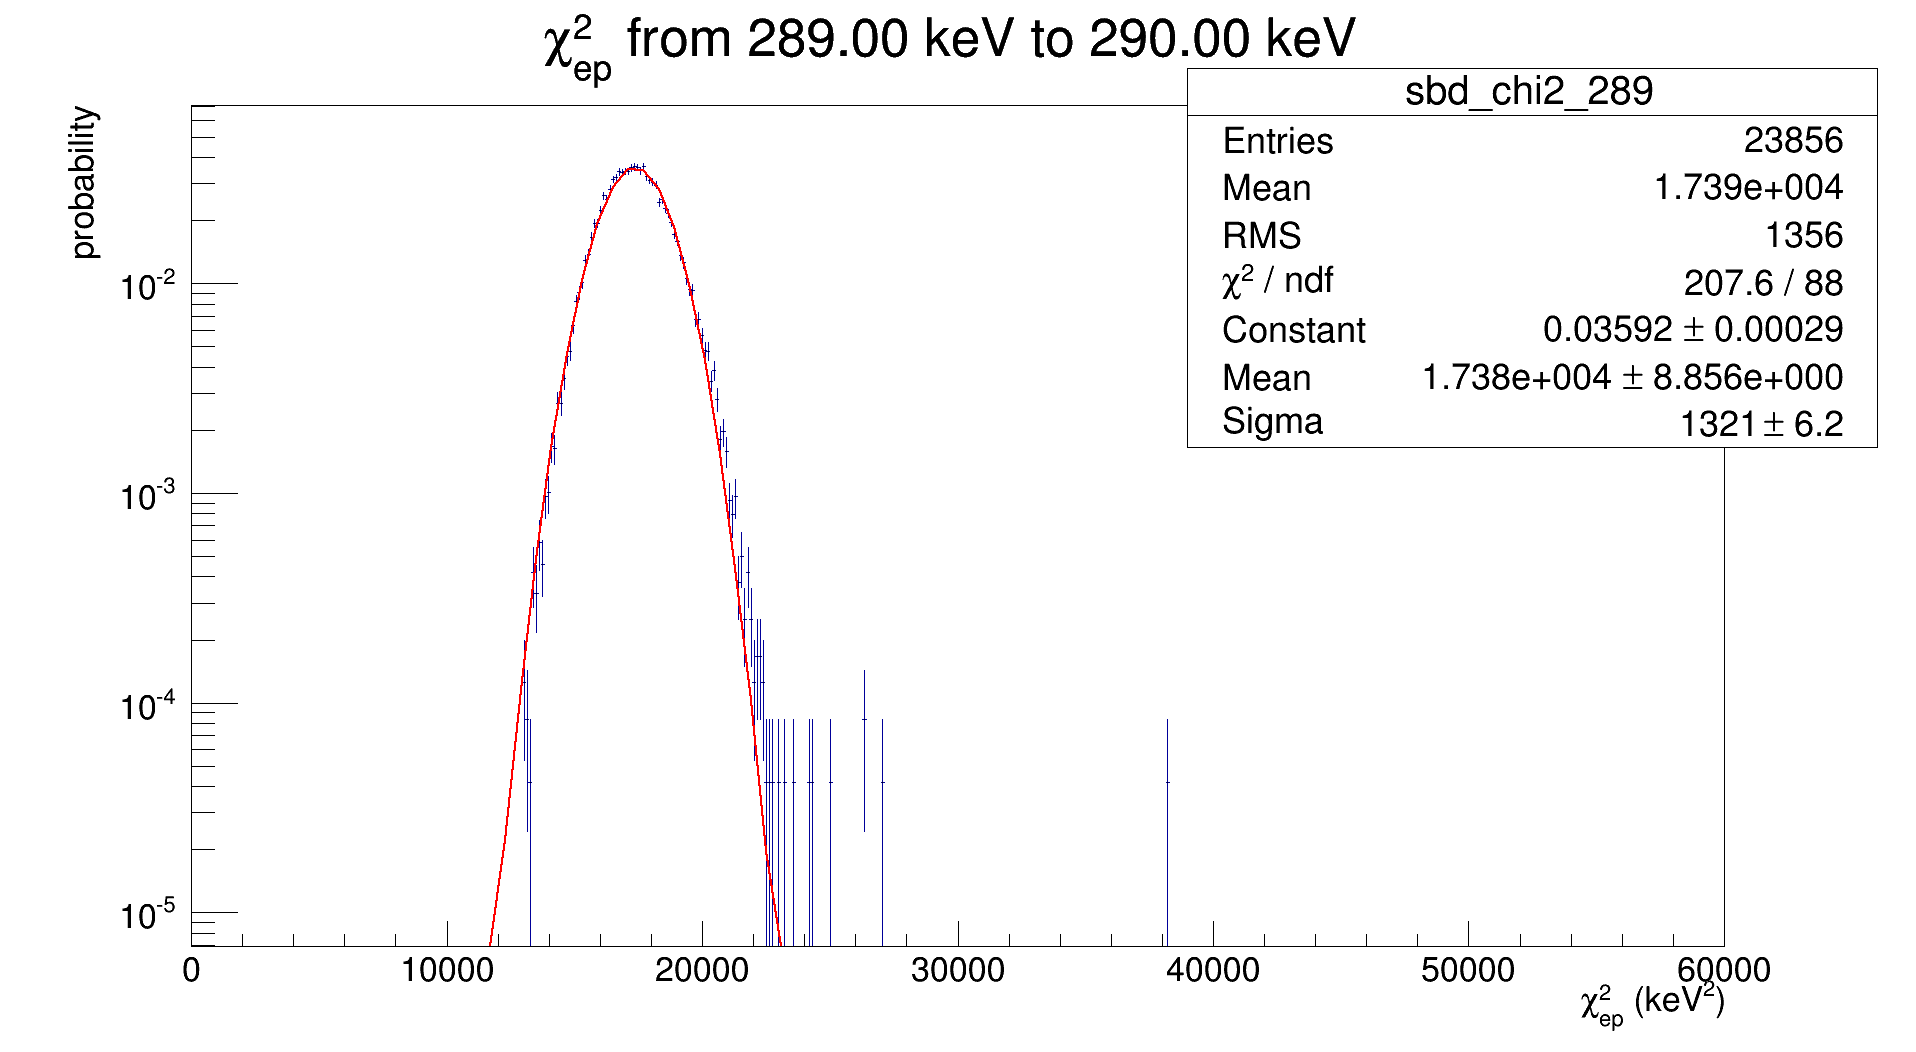 χ²ep from 289.00 keV to 290.00 keV
sbd_chi2_289
Entries 23856
Mean 1.739e+004
RMS 1356
χ² / ndf 207.6 / 88
Constant 0.03592 ± 0.00029
Mean 1.738e+004 ± 8.856e+000
Sigma 1321 ± 6.2
probability
10⁻²
10⁻³
10⁻⁴
10⁻⁵
0 10000 20000 30000 40000 50000 60000
χ²ep (keV²)